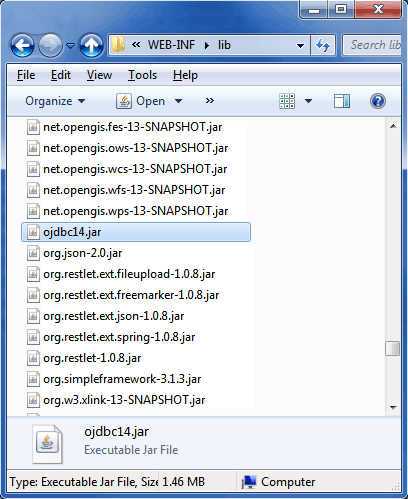 « WEB-INF ▸ lib
Search lib
File Edit View Tools Help
Organize Open »
net.opengis.fes-13-SNAPSHOT.jar
net.opengis.ows-13-SNAPSHOT.jar
net.opengis.wcs-13-SNAPSHOT.jar
net.opengis.wfs-13-SNAPSHOT.jar
net.opengis.wps-13-SNAPSHOT.jar
ojdbc14.jar
org.json-2.0.jar
org.restlet.ext.fileupload-1.0.8.jar
org.restlet.ext.freemarker-1.0.8.jar
org.restlet.ext.json-1.0.8.jar
org.restlet.ext.spring-1.0.8.jar
org.restlet-1.0.8.jar
org.simpleframework-3.1.3.jar
org.w3.xlink-13-SNAPSHOT.jar
ojdbc14.jar
Executable Jar File
Type: Executable Jar File, Size 1.46 MB Computer